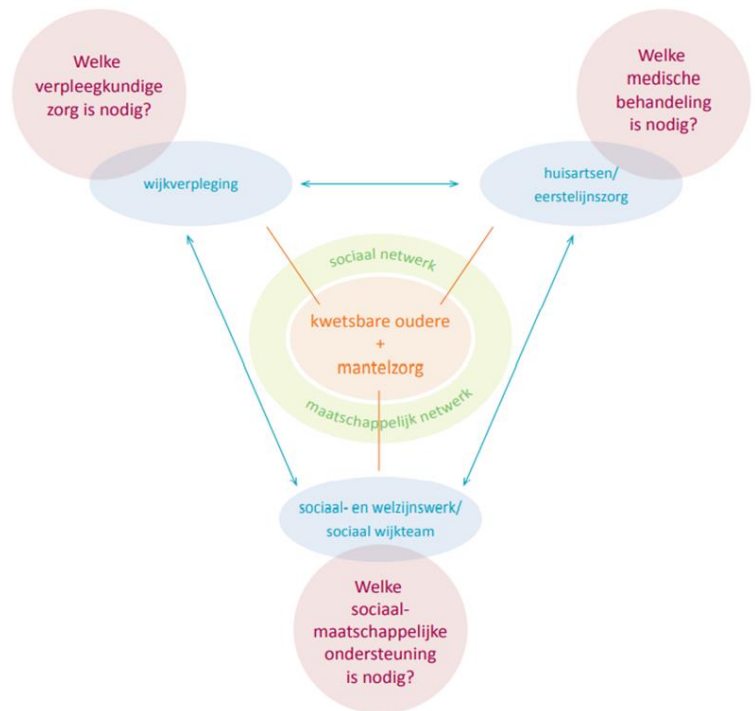 Welke
verpleegkundige
zorg is nodig?
Welke
medische
behandeling
is nodig?
wijkverpleging
huisartsen/
eerstelijnszorg
sociaal netwerk
kwetsbare oudere
+
mantelzorg
maatschappelijk netwerk
sociaal- en welzijnswerk/
sociaal wijkteam
Welke
sociaal-
maatschappelijke
ondersteuning
is nodig?